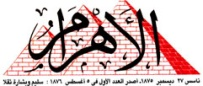 الأهرام
تأسس ٢٧ ديسمبر ١٨٧٥، أصدر العدد الأول في ٥ أغسطس ١٨٧٦: سليم وبشارة تقلا